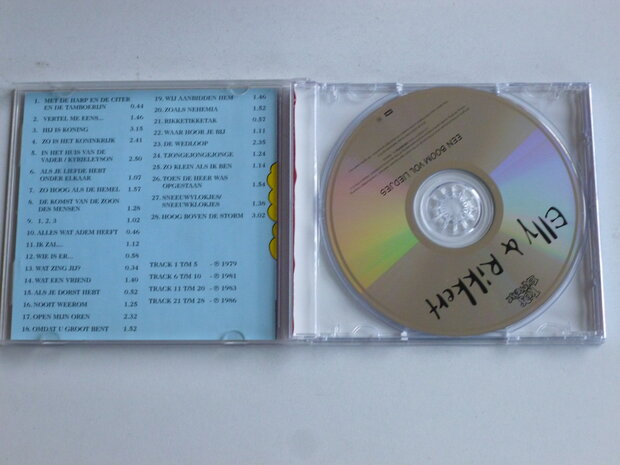 1. MET DE HARP EN DE CITER
EN DE TAMBOERIJN 0.44
2. VERTEL ME EENS... 1.46
3. HIJ IS KONING 3.15
4. ZO IS HET KONINKRIJK 2.41
5. IN HET HUIS VAN DE
VADER / KYRIELEYSON 2.50
6. ALS JE LIEFDE HEBT
ONDER ELKAAR 1.07
7. ZO HOOG ALS DE HEMEL 1.57
8. DE KOMST VAN DE ZOON
DES MENSEN 1.28
9. 1, 2, 3 1.02
10. ALLES WAT ADEM HEEFT 0.46
11. IK ZAL... 1.12
12. WIE IS ER... 0.58
13. WAT ZING JIJ? 0.34
14. WAT EEN VRIEND 1.40
15. ALS JE DORST HEBT 0.52
16. NOOIT WEEROM 1.25
17. OPEN MIJN OREN 2.32
18. OMDAT U GROOT BENT 1.52
19. WIJ AANBIDDEN HEM 1.46
20. ZOALS NEHEMIA 1.52
21. RIKKETIKKETAK 0.57
22. WAAR HOOR JE BIJ 1.11
23. DE WEDLOOP 2.35
24. TJONGEJONGEJONGE 1.24
25. ZO KLEIN ALS IK BEN 1.14
26. TOEN DE HEER WAS
OPGESTAAN 1.54
27. SNEEUWVLOKJES/
SNEEUWKLOKJES 1.36
28. HOOG BOVEN DE STORM 3.02
TRACK 1 T/M 5 - ℗ 1979
TRACK 6 T/M 10 - ℗ 1981
TRACK 11 T/M 20 - ℗ 1983
TRACK 21 T/M 28 - ℗ 1986
EEN BOOM VOL LIEDJES
Elly & Rikkert